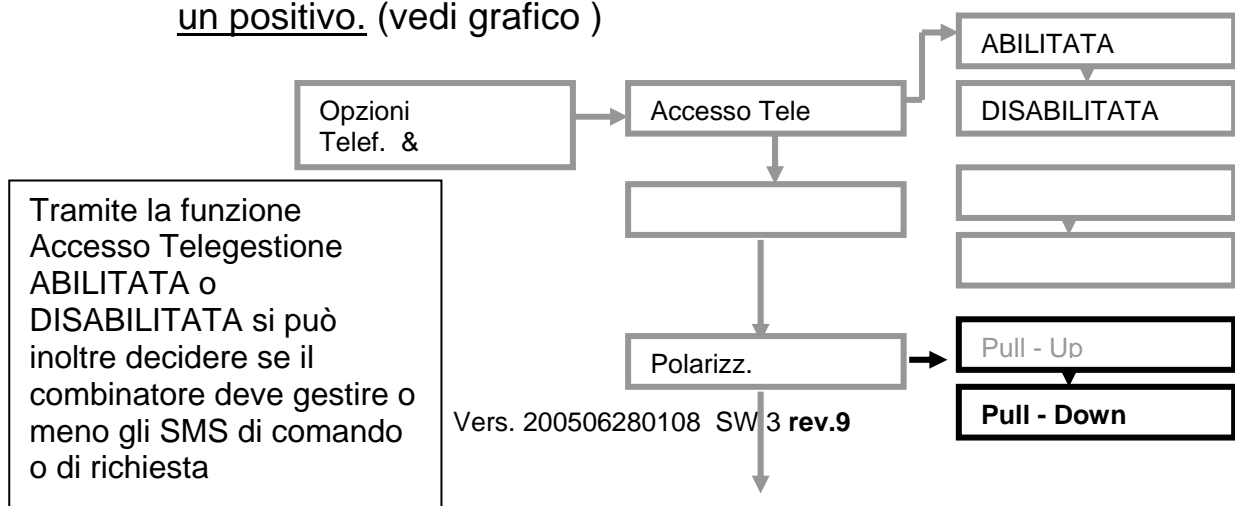 un positivo. (vedi grafico )
ABILITATA
DISABILITATA
Opzioni
Telef. &
Accesso Tele
Tramite la funzione
Accesso Telegestione
ABILITATA o
DISABILITATA si può
inoltre decidere se il
combinatore deve gestire o
meno gli SMS di comando
o di richiesta
Polarizz.
Pull - Up
Pull - Down
Vers. 200506280108 SW 3 rev.9